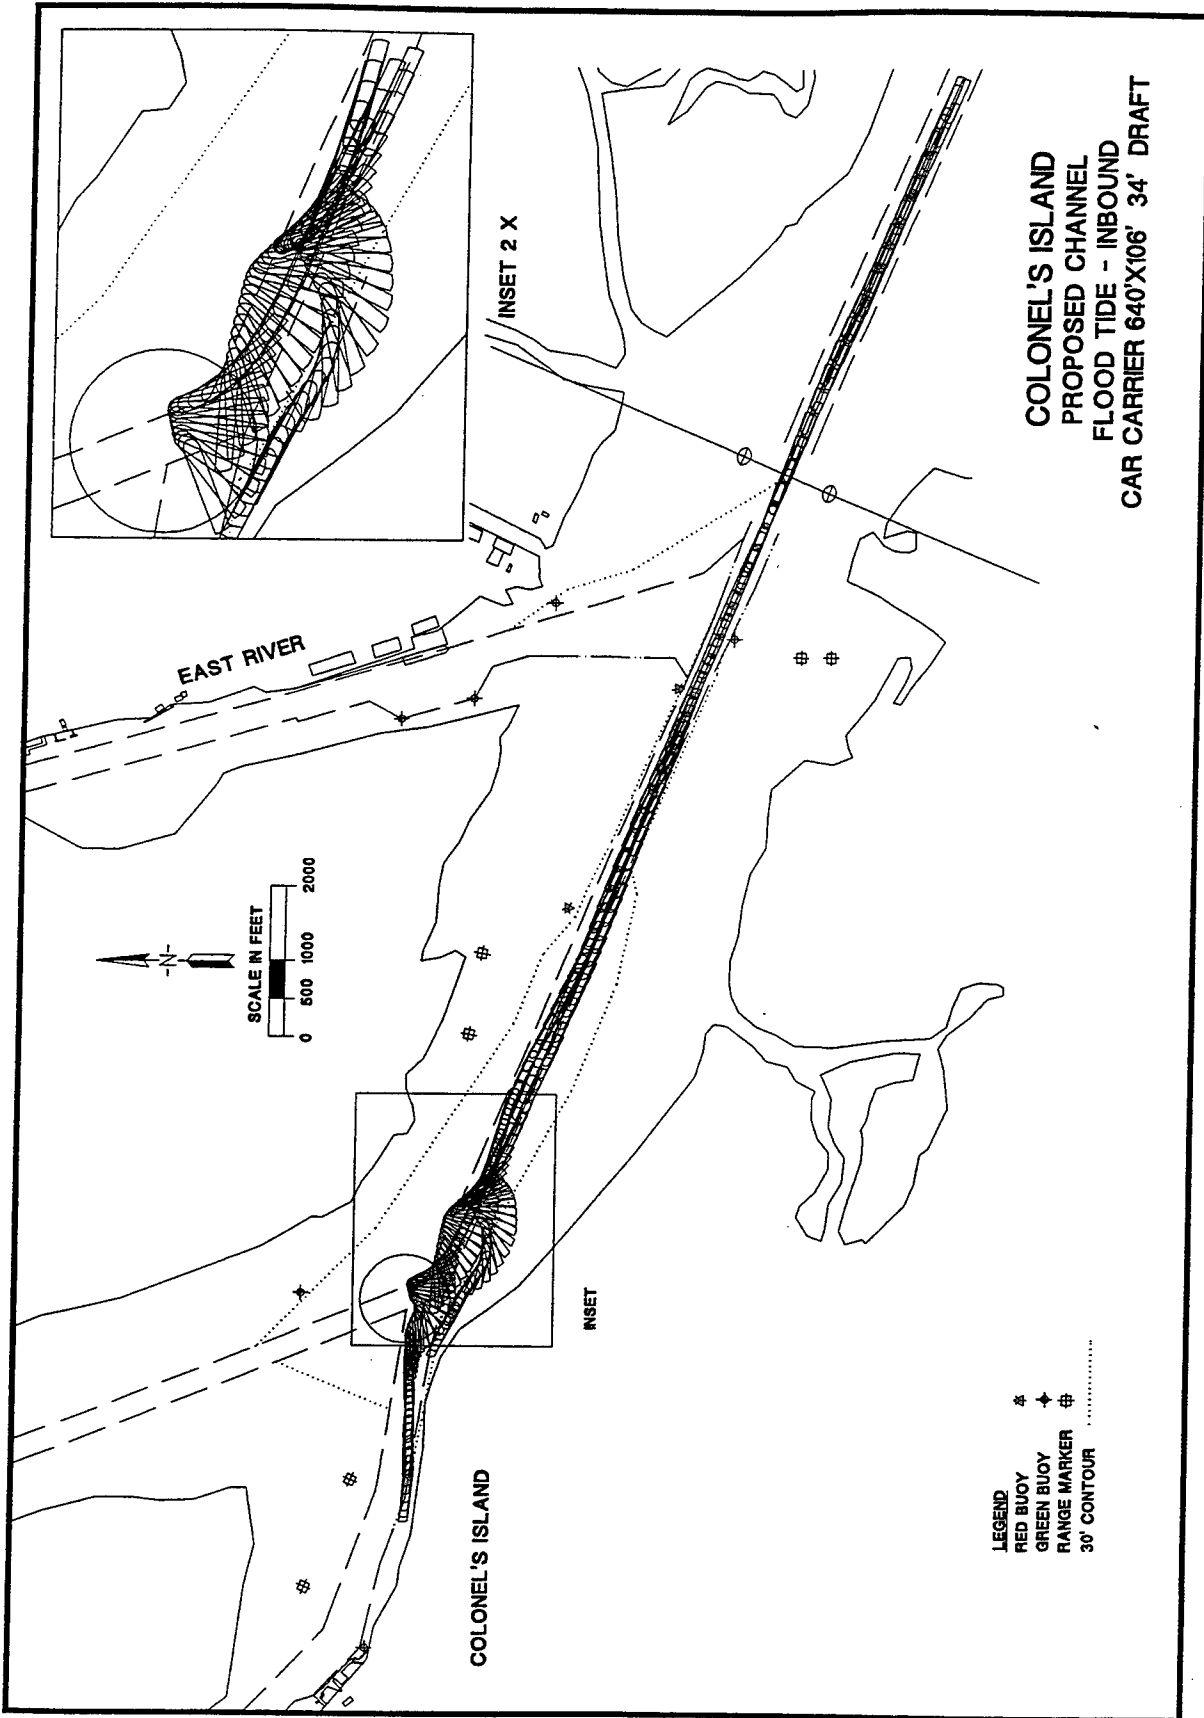 INSET 2 X
EAST RIVER
-N-
SCALE IN FEET
0 500 1000 2000
INSET
COLONEL'S ISLAND
LEGEND
RED BUOY
GREEN BUOY
RANGE MARKER
30' CONTOUR
COLONEL'S ISLAND
PROPOSED CHANNEL
FLOOD TIDE - INBOUND
CAR CARRIER 640'X106' 34' DRAFT